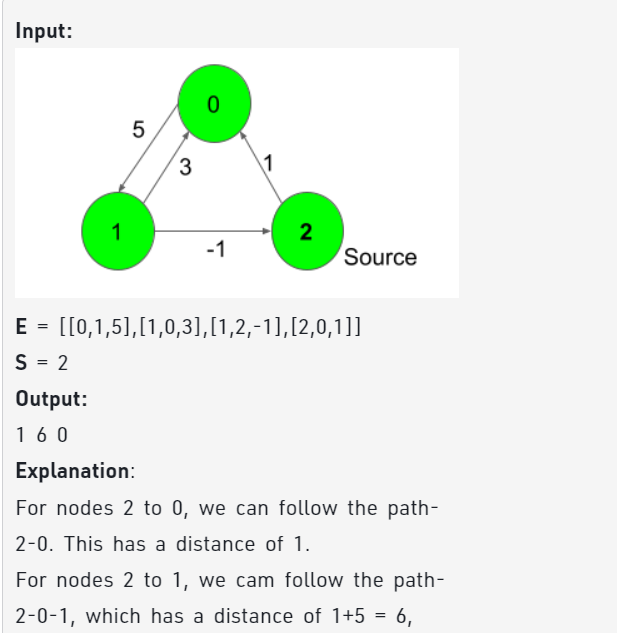 Input:
0
5
3
1
1
2
-1
Source
E = [[0,1,5],[1,0,3],[1,2,-1],[2,0,1]]
S = 2
Output:
1 6 0
Explanation:
For nodes 2 to 0, we can follow the path-
2-0. This has a distance of 1.
For nodes 2 to 1, we cam follow the path-
2-0-1, which has a distance of 1+5 = 6,